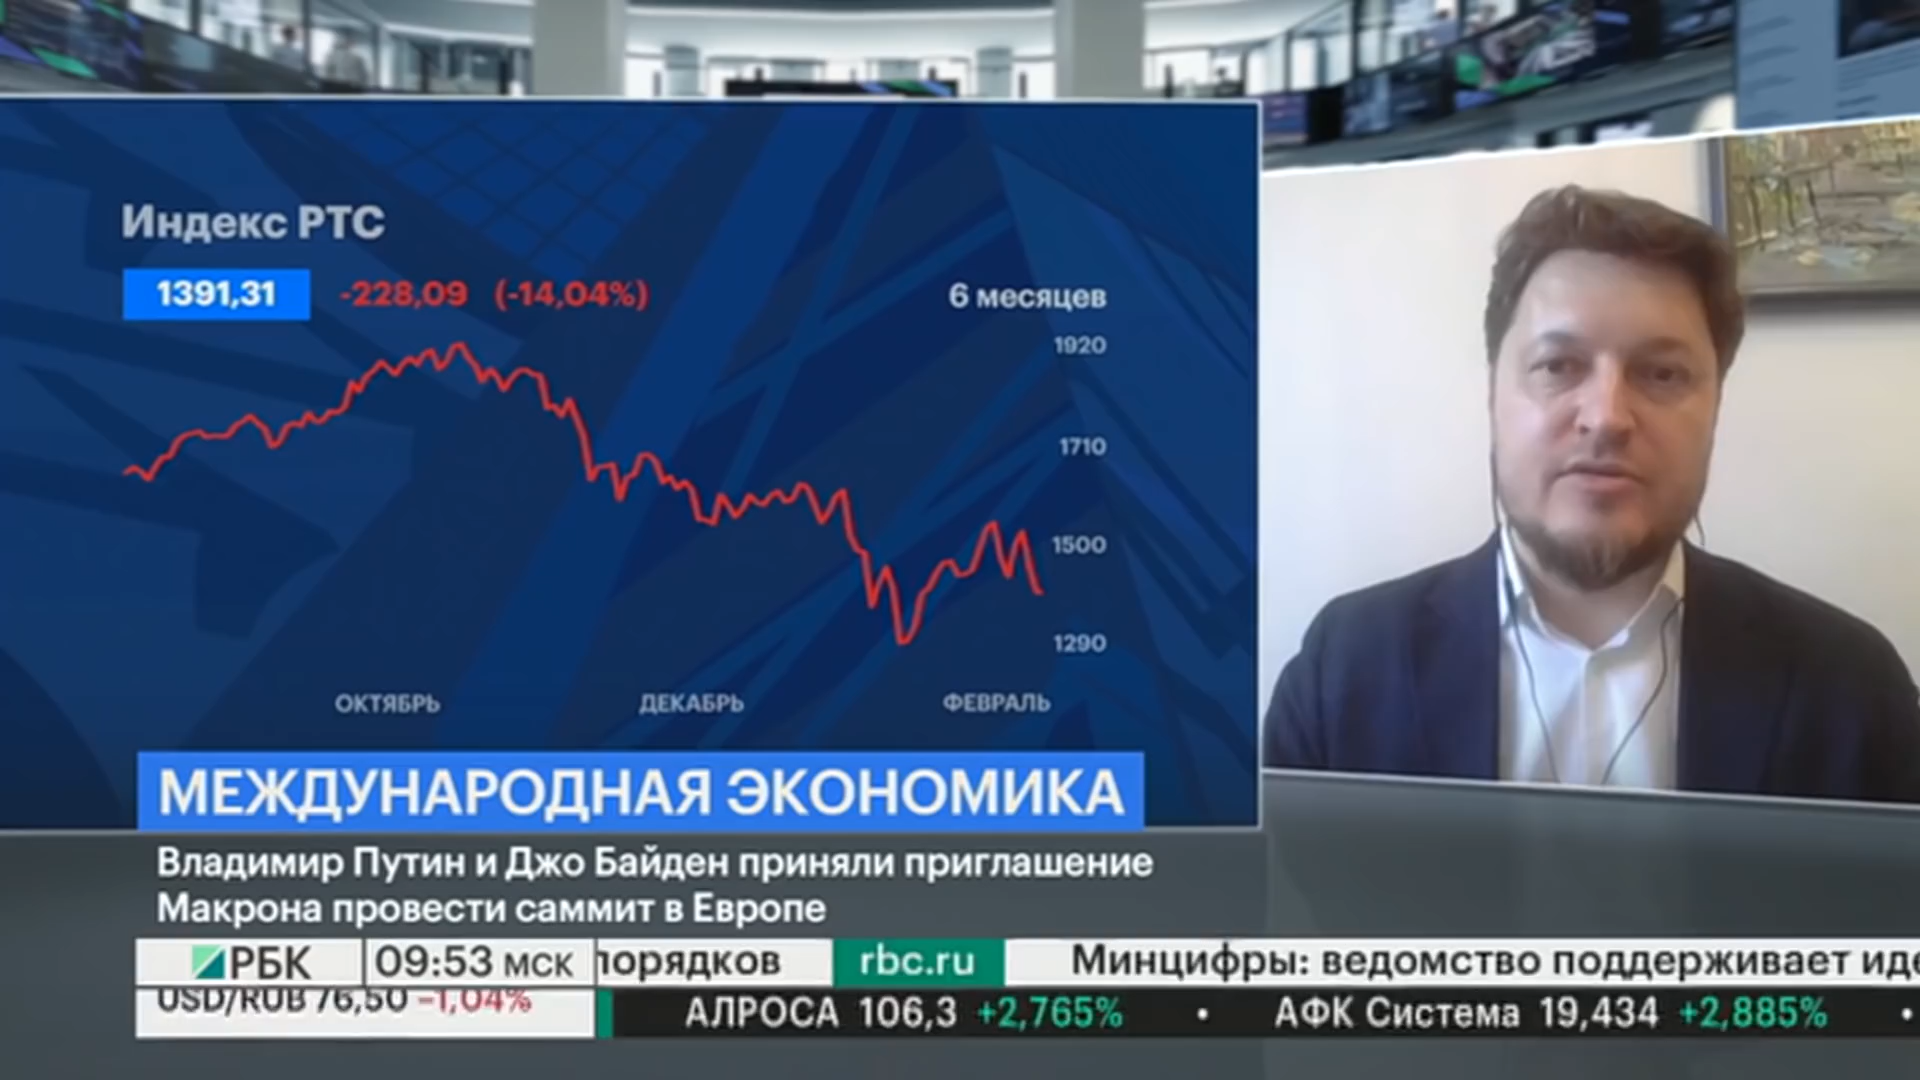 Индекс РТС
1391,31 -228,09 (-14,04%)
6 месяцев
1920
1710
1500
1290
ОКТЯБРЬ ДЕКАБРЬ ФЕВРАЛЬ
МЕЖДУНАРОДНАЯ ЭКОНОМИКА
Владимир Путин и Джо Байден приняли приглашение
Макрона провести саммит в Европе
РБК 09:53 МСК порядков rbc.ru Минцифры: ведомство поддерживает иде
USD/RUB 76,50 -1,04% АЛРОСА 106,3 +2,765% • АФК Система 19,434 +2,885% •